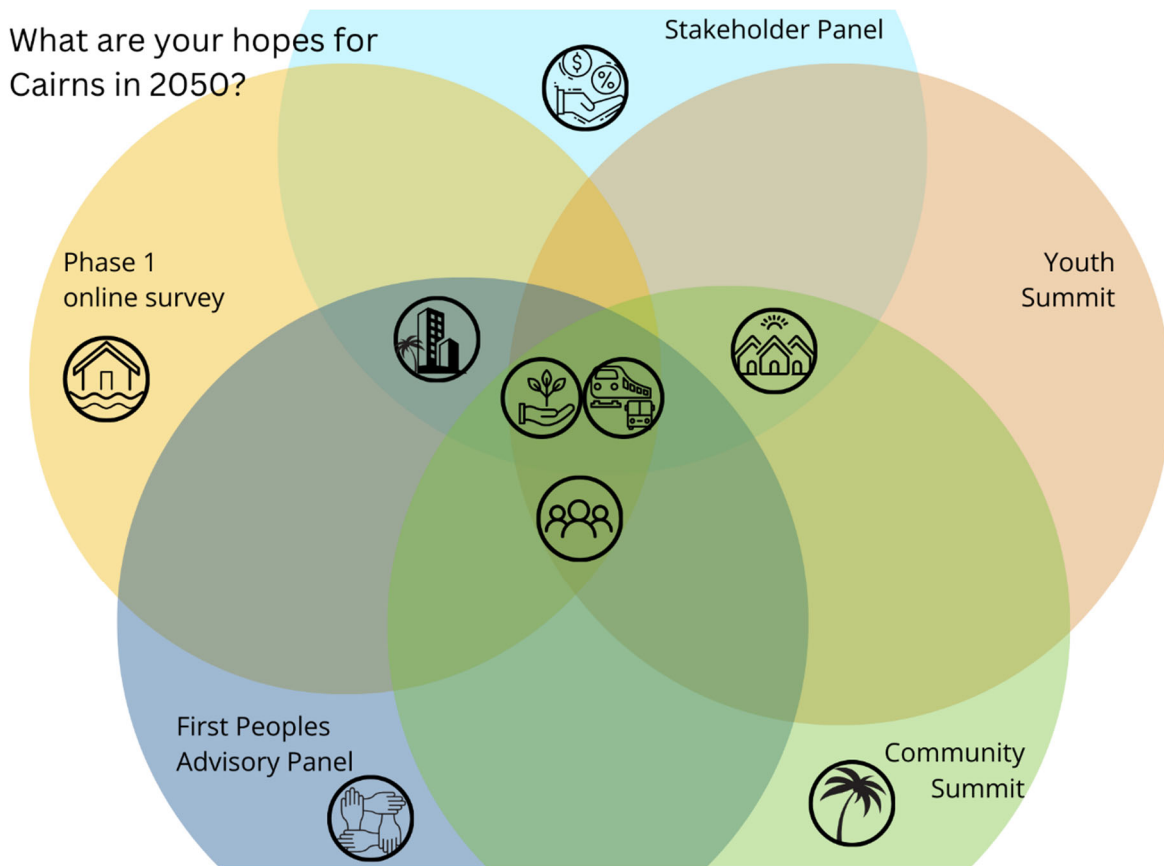 What are your hopes for
Cairns in 2050?
Stakeholder Panel
$
%
Phase 1
online survey
Youth
Summit
First Peoples
Advisory Panel
Community
Summit